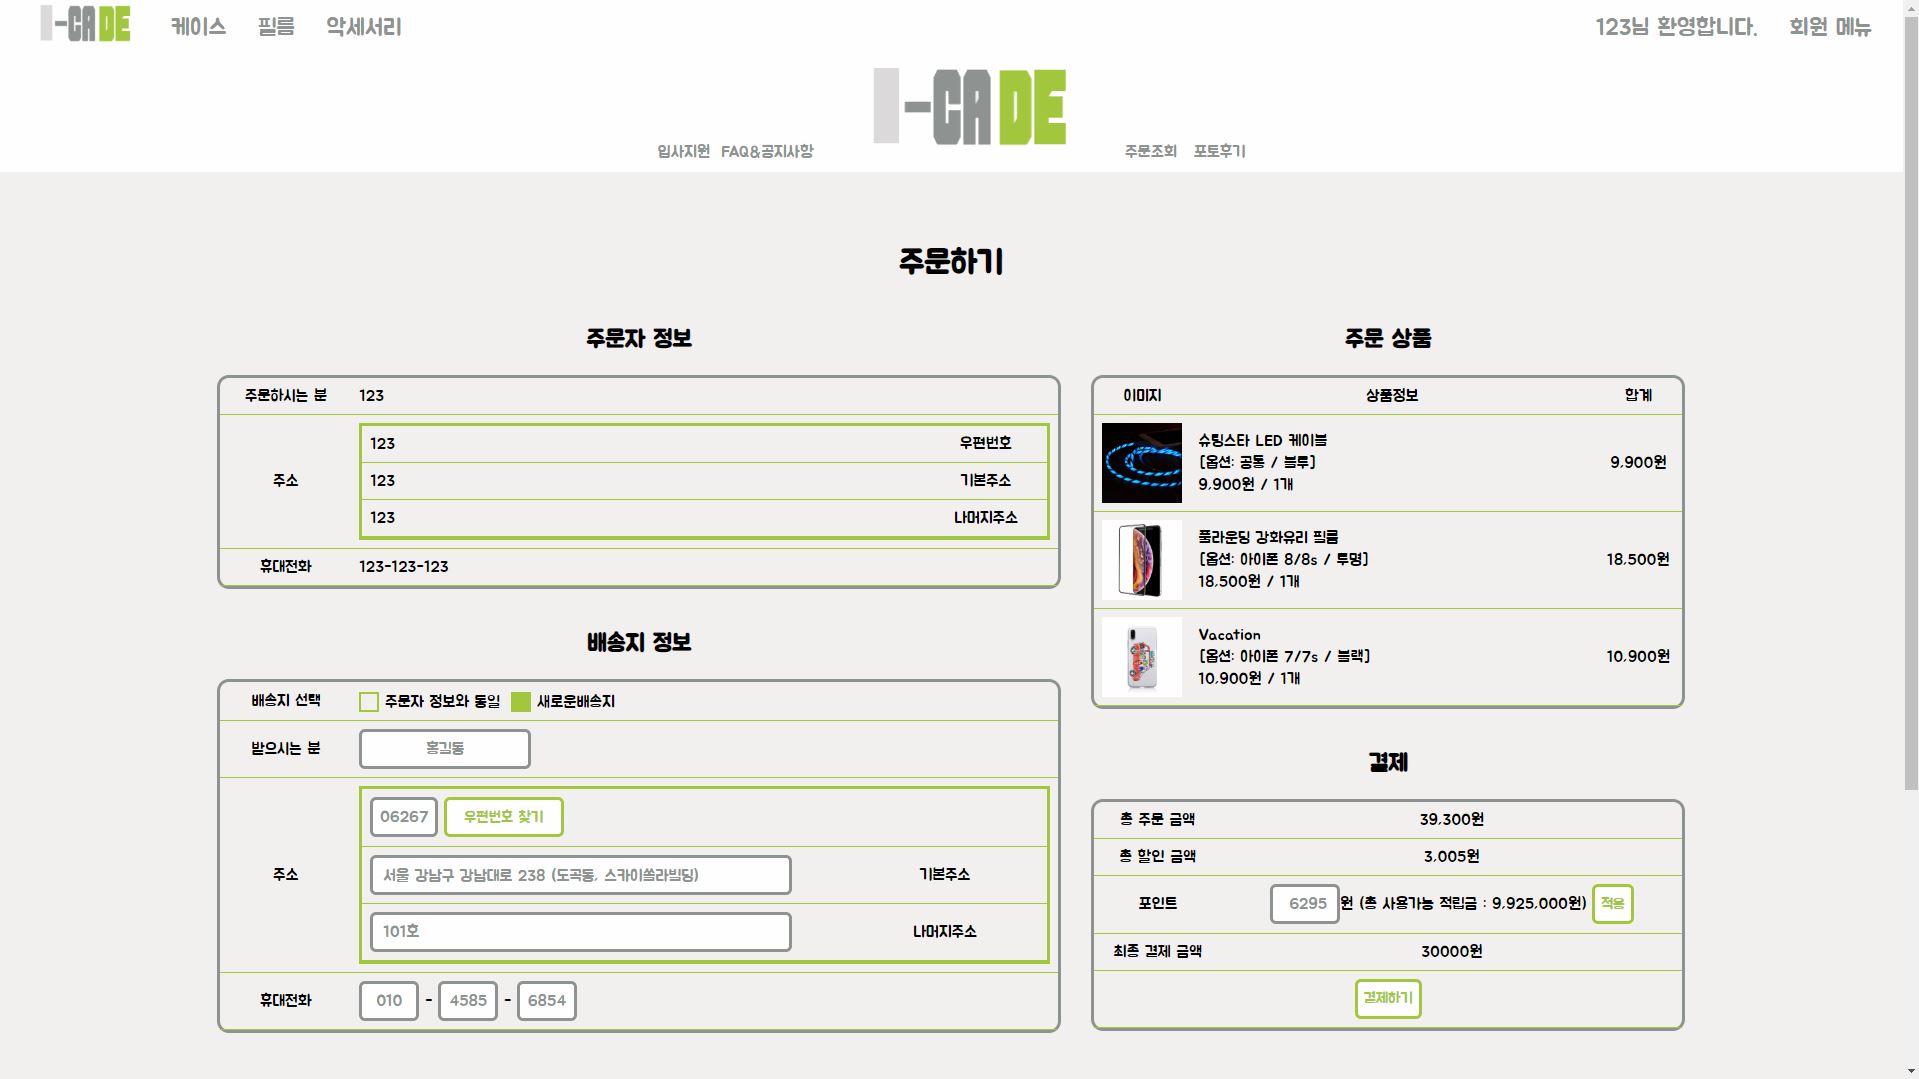 I-CADE 케이스 필름 악세서리 123님 환영합니다. 회원 메뉴
I-CADE
입사지원 FAQ&공지사항 주문조회 포토후기
주문하기
주문자 정보
주문하시는 분 123
주소
123 우편번호
123 기본주소
123 나머지주소
휴대전화 123-123-123
배송지 정보
배송지 선택 주문자 정보와 동일 새로운배송지
받으시는 분 홍길동
주소
06267 우편번호 찾기
서울 강남구 강남대로 238 (도곡동, 스카이쏠라빌딩) 기본주소
101호 나머지주소
휴대전화 010 - 4585 - 6854
주문 상품
이미지 상품정보 합계
슈팅스타 LED 케이블
[옵션: 공통 / 블루]
9,900원 / 1개
9,900원
풀라운딩 강화유리 필름
[옵션: 아이폰 8/8s / 투명]
18,500원 / 1개
18,500원
Vacation
[옵션: 아이폰 7/7s / 블랙]
10,900원 / 1개
10,900원
결제
총 주문 금액 39,300원
총 할인 금액 3,005원
포인트 6295 원 (총 사용가능 적립금 : 9,925,000원) 적용
최종 결제 금액 30000원
결제하기